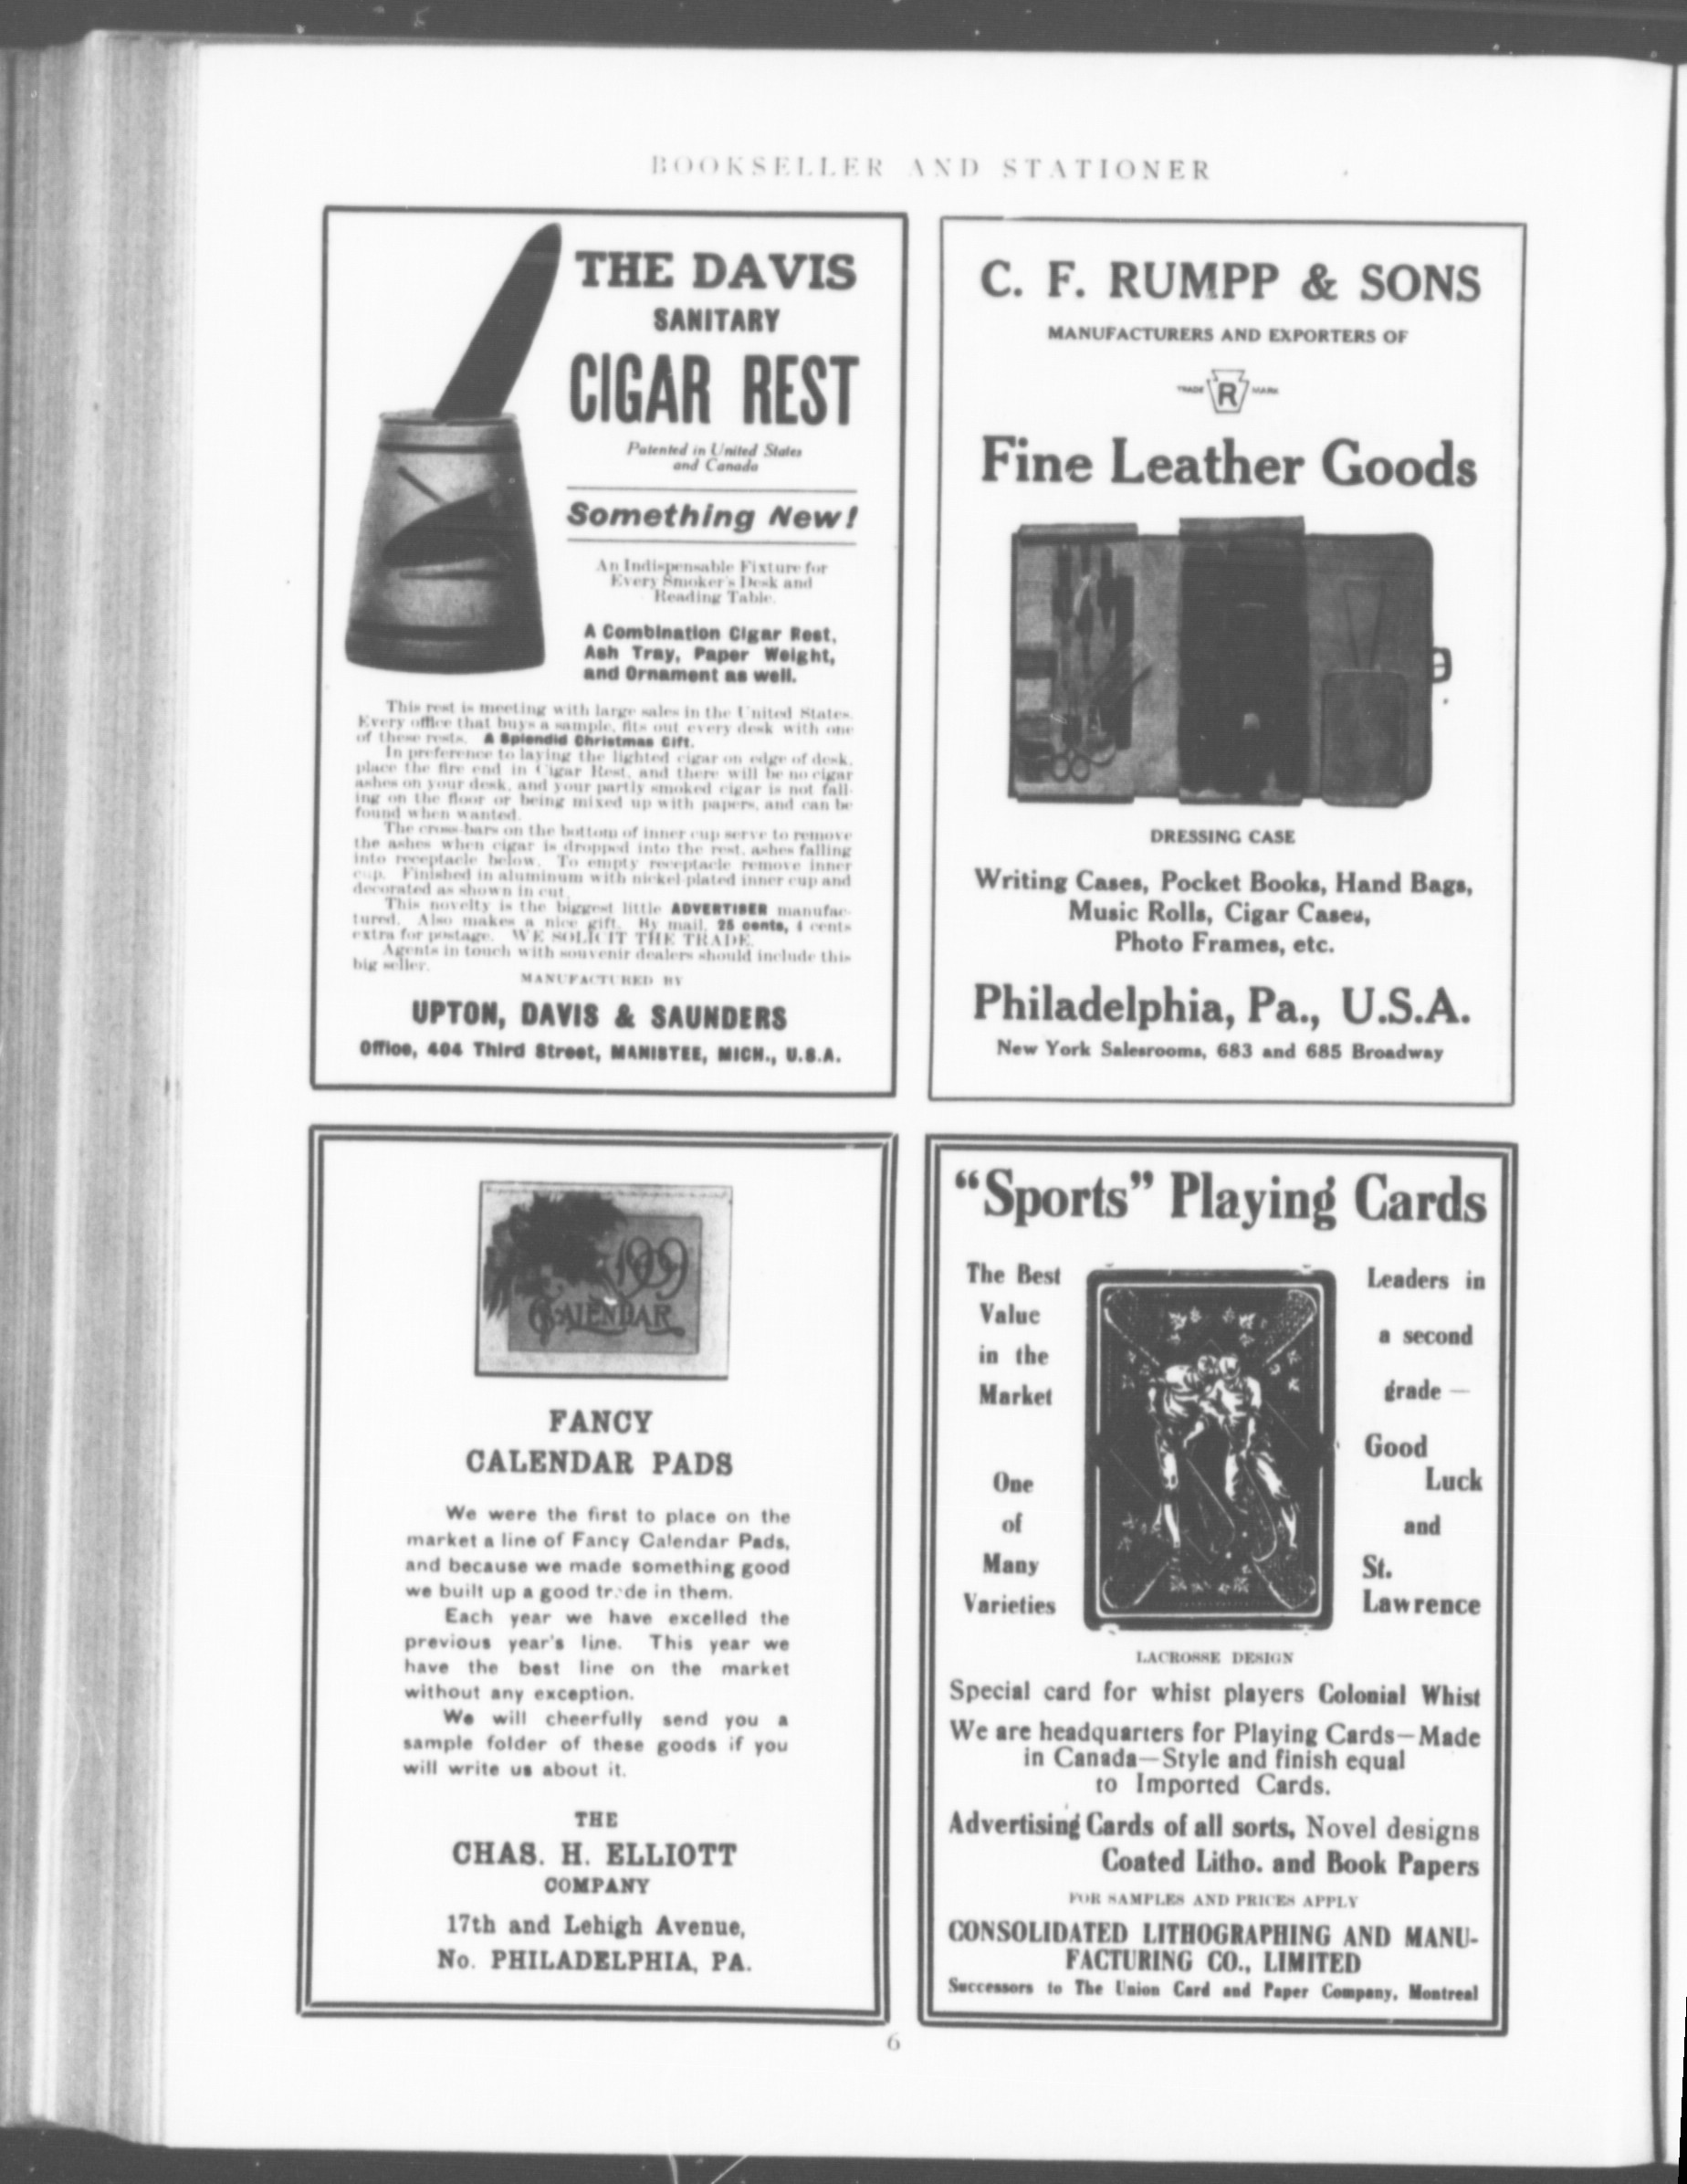 BOOKSELLER AND STATIONER
THE DAVIS
SANITARY
CIGAR REST
Patented in United States
and Canada
Something New!
An Indispensable Fixture for
Every Smoker's Desk and
Reading Table.
A Combination Cigar Rest,
Ash Tray, Paper Weight,
and Ornament as well.
This rest is meeting with large sales in the United States.
Every office that buys a sample, fits out every desk with one
of these rests. A Splendid Christmas Gift.
In preference to laying the lighted cigar on edge of desk,
place the fire end in Cigar Rest, and there will be no cigar
ashes on your desk, and your partly smoked cigar is not fall-
ing on the floor or being mixed up with papers, and can be
found when wanted.
The cross-bars on the bottom of inner cup serve to remove
the ashes when cigar is dropped into the rest, ashes falling
into receptacle below. To empty receptacle remove inner
cup. Finished in aluminum with nickel-plated inner cup and
decorated as shown in cut.
This novelty is the biggest little ADVERTISER manufac-
tured. Also makes a nice gift. By mail, 25 cents, 4 cents
extra for postage. WE SOLICIT THE TRADE.
Agents in touch with souvenir dealers should include this
big seller.
MANUFACTURED BY
UPTON, DAVIS & SAUNDERS
Office, 404 Third Street, MANISTEE, MICH., U.S.A.
C. F. RUMPP & SONS
MANUFACTURERS AND EXPORTERS OF
TRADE R MARK
Fine Leather Goods
DRESSING CASE
Writing Cases, Pocket Books, Hand Bags,
Music Rolls, Cigar Cases,
Photo Frames, etc.
Philadelphia, Pa., U.S.A.
New York Salesrooms, 683 and 685 Broadway
1909
CALENDAR
FANCY
CALENDAR PADS
We were the first to place on the
market a line of Fancy Calendar Pads,
and because we made something good
we built up a good trade in them.
Each year we have excelled the
previous year's line. This year we
have the best line on the market
without any exception.
We will cheerfully send you a
sample folder of these goods if you
will write us about it.
THE
CHAS. H. ELLIOTT
COMPANY
17th and Lehigh Avenue,
No. PHILADELPHIA, PA.
"Sports" Playing Cards
The Best
Value
in the
Market
One
of
Many
Varieties
Leaders in
a second
grade —
Good
Luck
and
St.
Lawrence
LACROSSE DESIGN
Special card for whist players Colonial Whist
We are headquarters for Playing Cards—Made
in Canada—Style and finish equal
to Imported Cards.
Advertising Cards of all sorts, Novel designs
Coated Litho. and Book Papers
FOR SAMPLES AND PRICES APPLY
CONSOLIDATED LITHOGRAPHING AND MANU-
FACTURING CO., LIMITED
Successors to The Union Card and Paper Company, Montreal
6